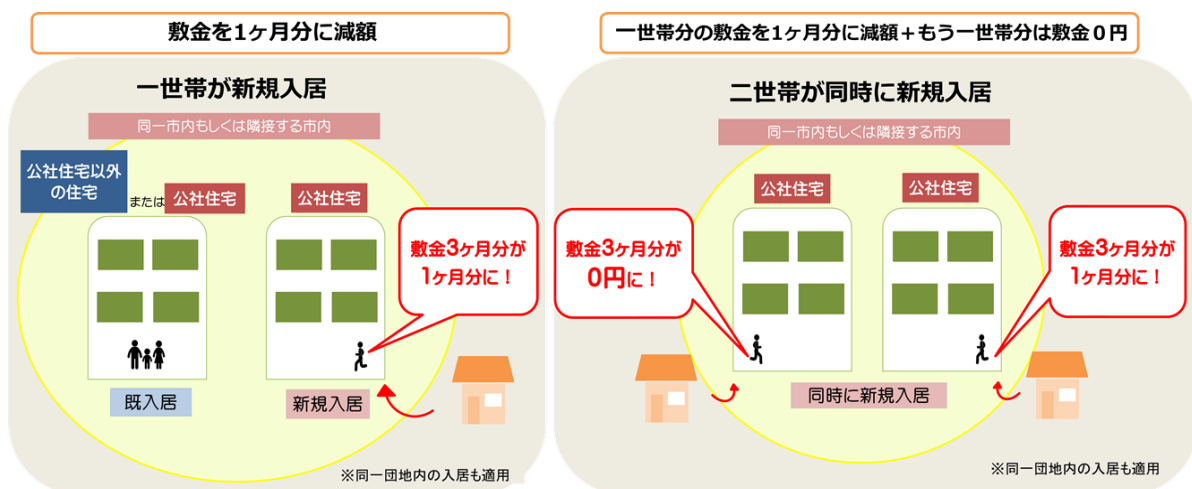 敷金を1ヶ月分に減額
一世帯が新規入居
同一市内もしくは隣接する市内
公社住宅以外
の住宅
または
公社住宅
公社住宅
敷金3ヶ月分が
1ヶ月分に！
既入居
新規入居
※同一団地内の入居も適用
一世帯分の敷金を1ヶ月分に減額＋もう一世帯分は敷金０円
二世帯が同時に新規入居
同一市内もしくは隣接する市内
公社住宅
公社住宅
敷金3ヶ月分が
0円に！
敷金3ヶ月分が
1ヶ月分に！
同時に新規入居
※同一団地内の入居も適用